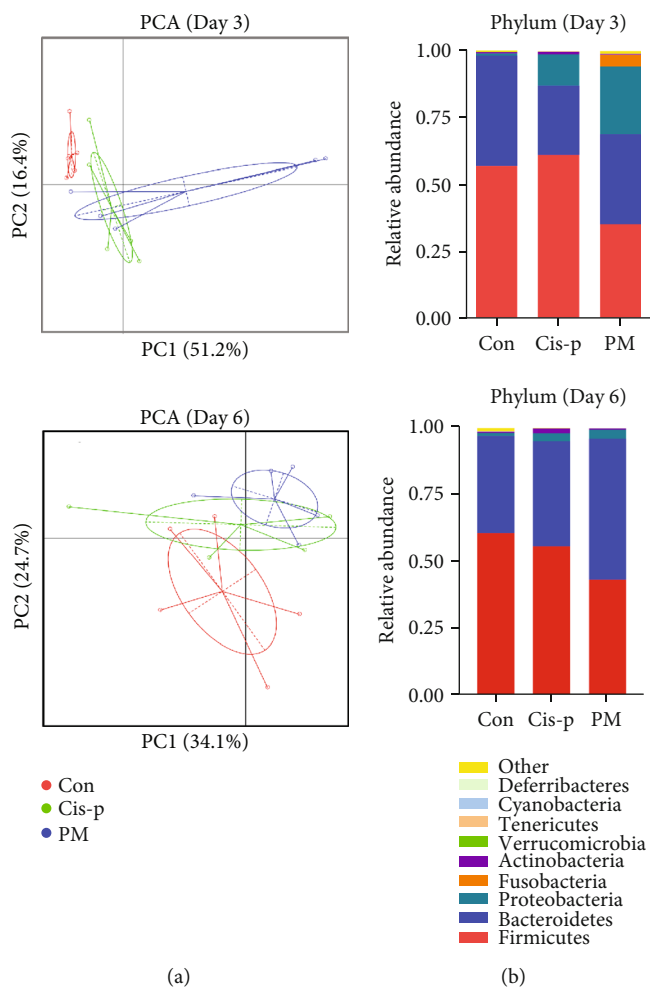 PCA (Day 3)
PC2 (16.4%)
PC1 (51.2%)
PCA (Day 6)
PC2 (24.7%)
PC1 (34.1%)
Con
Cis-p
PM
(a)
Phylum (Day 3)
Relative abundance
1.00
0.75
0.50
0.25
0.00
Con Cis-p PM
Phylum (Day 6)
Relative abundance
1.00
0.75
0.50
0.25
0.00
Con Cis-p PM
Other
Deferribacteres
Cyanobacteria
Tenericutes
Verrucomicrobia
Actinobacteria
Fusobacteria
Proteobacteria
Bacteroidetes
Firmicutes
(b)